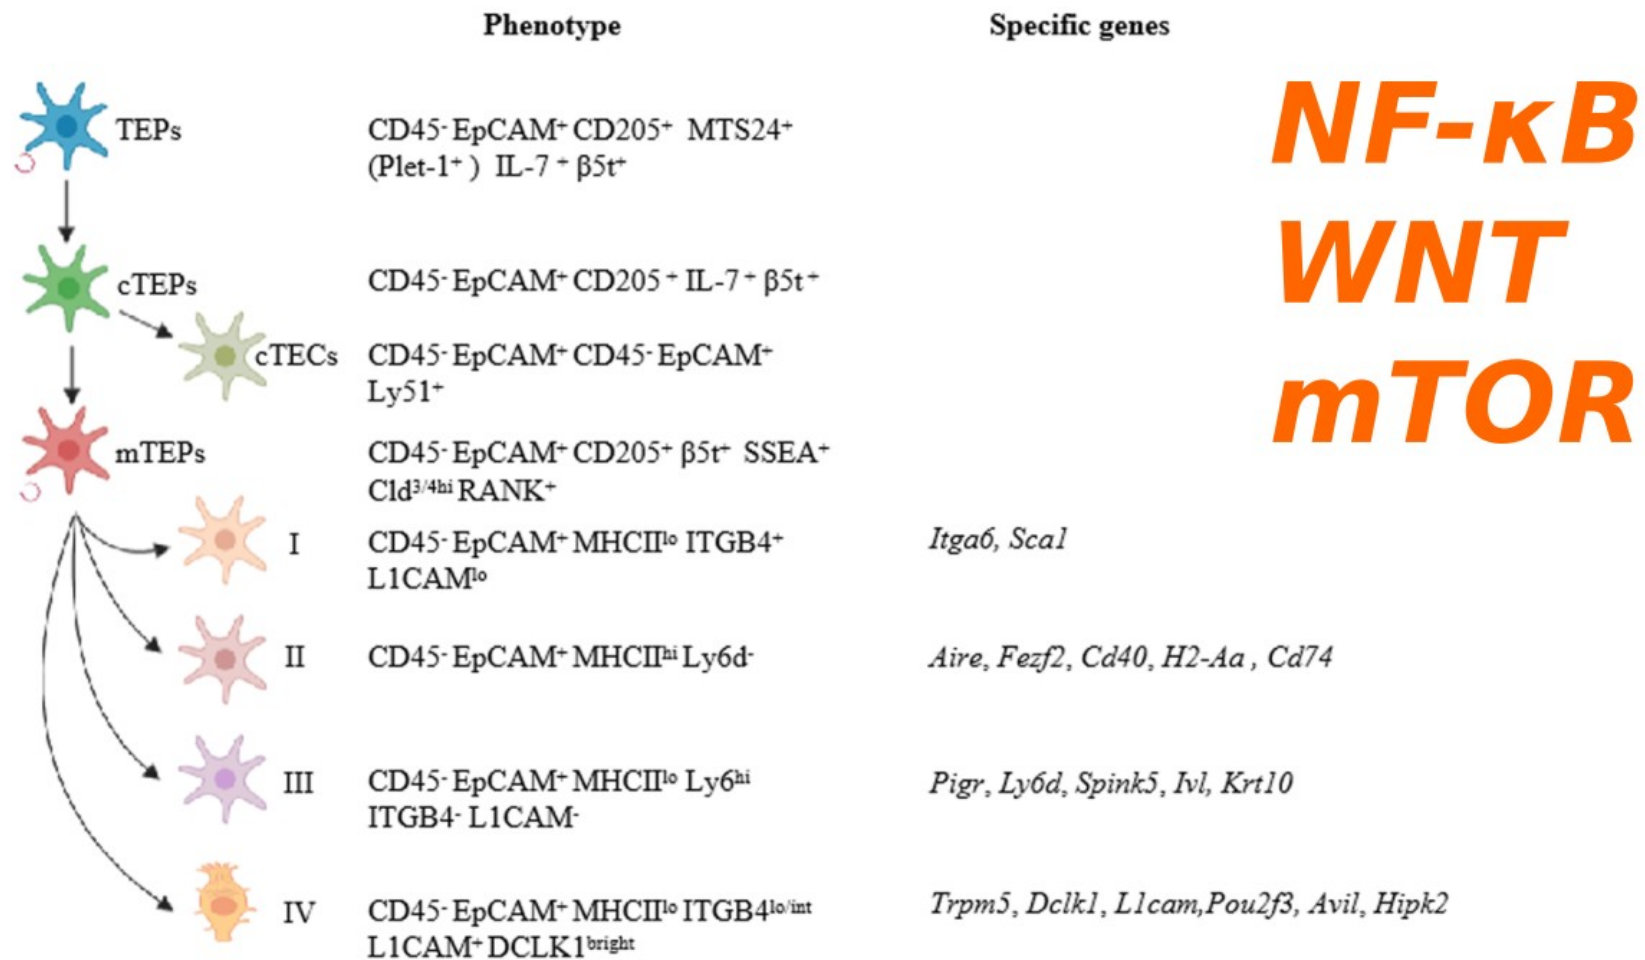 Phenotype Specific genes
NF-κB
WNT
mTOR
TEPs CD45- EpCAM+ CD205+ MTS24+
(Plet-1+ ) IL-7 + β5t+
cTEPs CD45- EpCAM+ CD205 + IL-7 + β5t +
cTECs CD45- EpCAM+ CD45- EpCAM+
Ly51+
mTEPs CD45- EpCAM+ CD205+ β5t+ SSEA+
Cld3/4hi RANK+
I CD45- EpCAM+ MHCIIlo ITGB4+ Itga6, Sca1
L1CAMlo
II CD45- EpCAM+ MHCIIhi Ly6d- Aire, Fezf2, Cd40, H2-Aa , Cd74
III CD45- EpCAM+ MHCIIlo Ly6hi Pigr, Ly6d, Spink5, Ivl, Krt10
ITGB4- L1CAM-
IV CD45- EpCAM+ MHCIIlo ITGB4lo/int Trpm5, Dclk1, L1cam,Pou2f3, Avil, Hipk2
L1CAM+ DCLK1bright